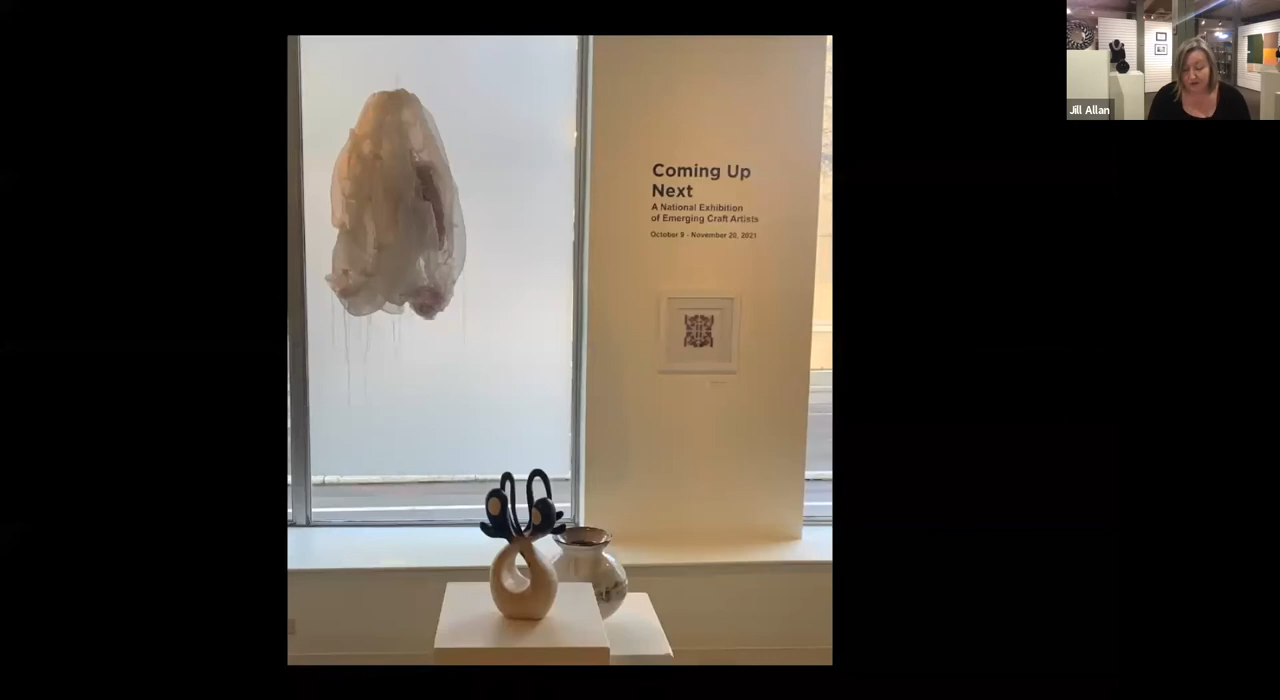 Coming Up
Next
A National Exhibition
of Emerging Craft Artists
October 9 - November 20, 2021
Jill Allan